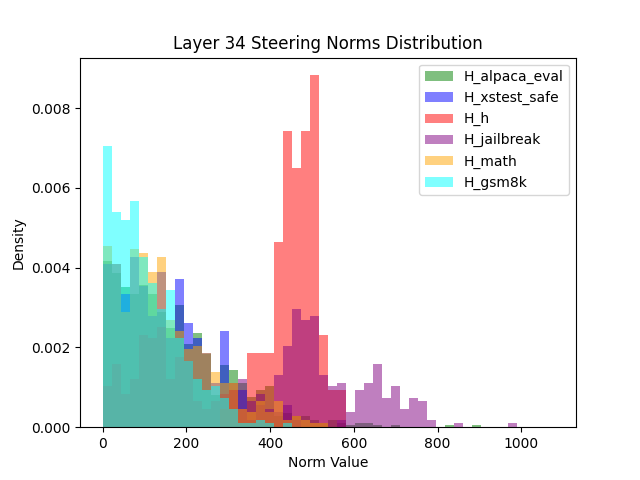 Layer 34 Steering Norms Distribution
H_alpaca_eval
H_xstest_safe
H_h
H_jailbreak
H_math
H_gsm8k
0.008
0.006
0.004
0.002
0.000
Density
0
200
400
600
800
1000
Norm Value